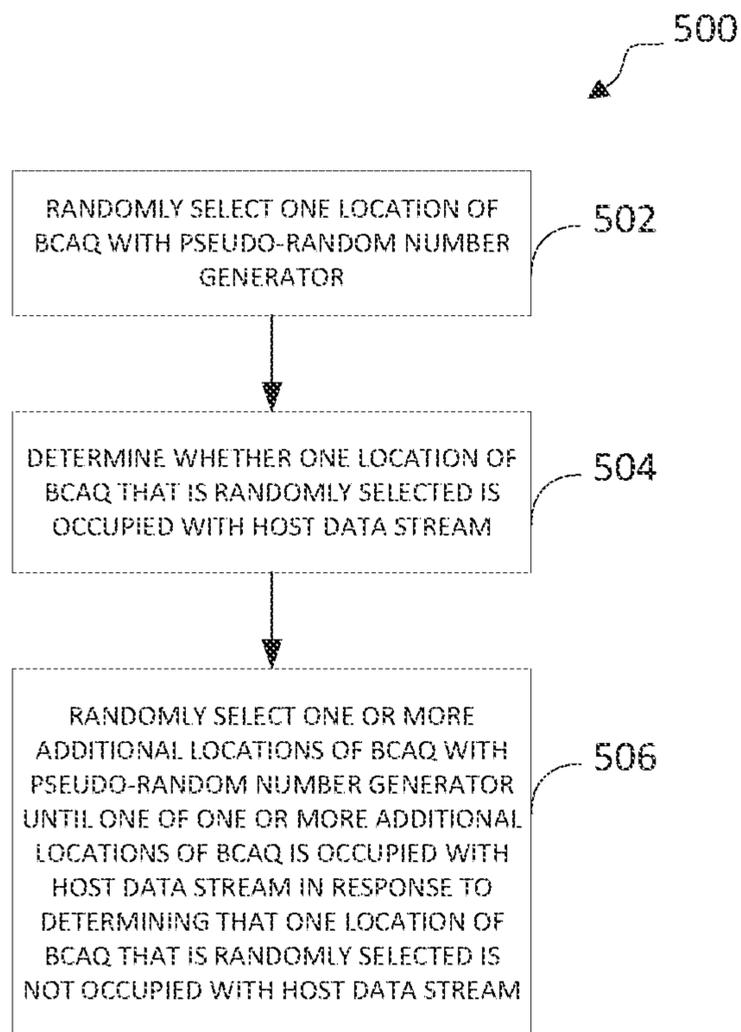 500
RANDOMLY SELECT ONE LOCATION OF
BCAQ WITH PSEUDO-RANDOM NUMBER
GENERATOR
502
DETERMINE WHETHER ONE LOCATION OF
BCAQ THAT IS RANDOMLY SELECTED IS
OCCUPIED WITH HOST DATA STREAM
504
RANDOMLY SELECT ONE OR MORE
ADDITIONAL LOCATIONS OF BCAQ WITH
PSEUDO-RANDOM NUMBER GENERATOR
UNTIL ONE OF ONE OR MORE ADDITIONAL
LOCATIONS OF BCAQ IS OCCUPIED WITH
HOST DATA STREAM IN RESPONSE TO
DETERMINING THAT ONE LOCATION OF
BCAQ THAT IS RANDOMLY SELECTED IS
NOT OCCUPIED WITH HOST DATA STREAM
506